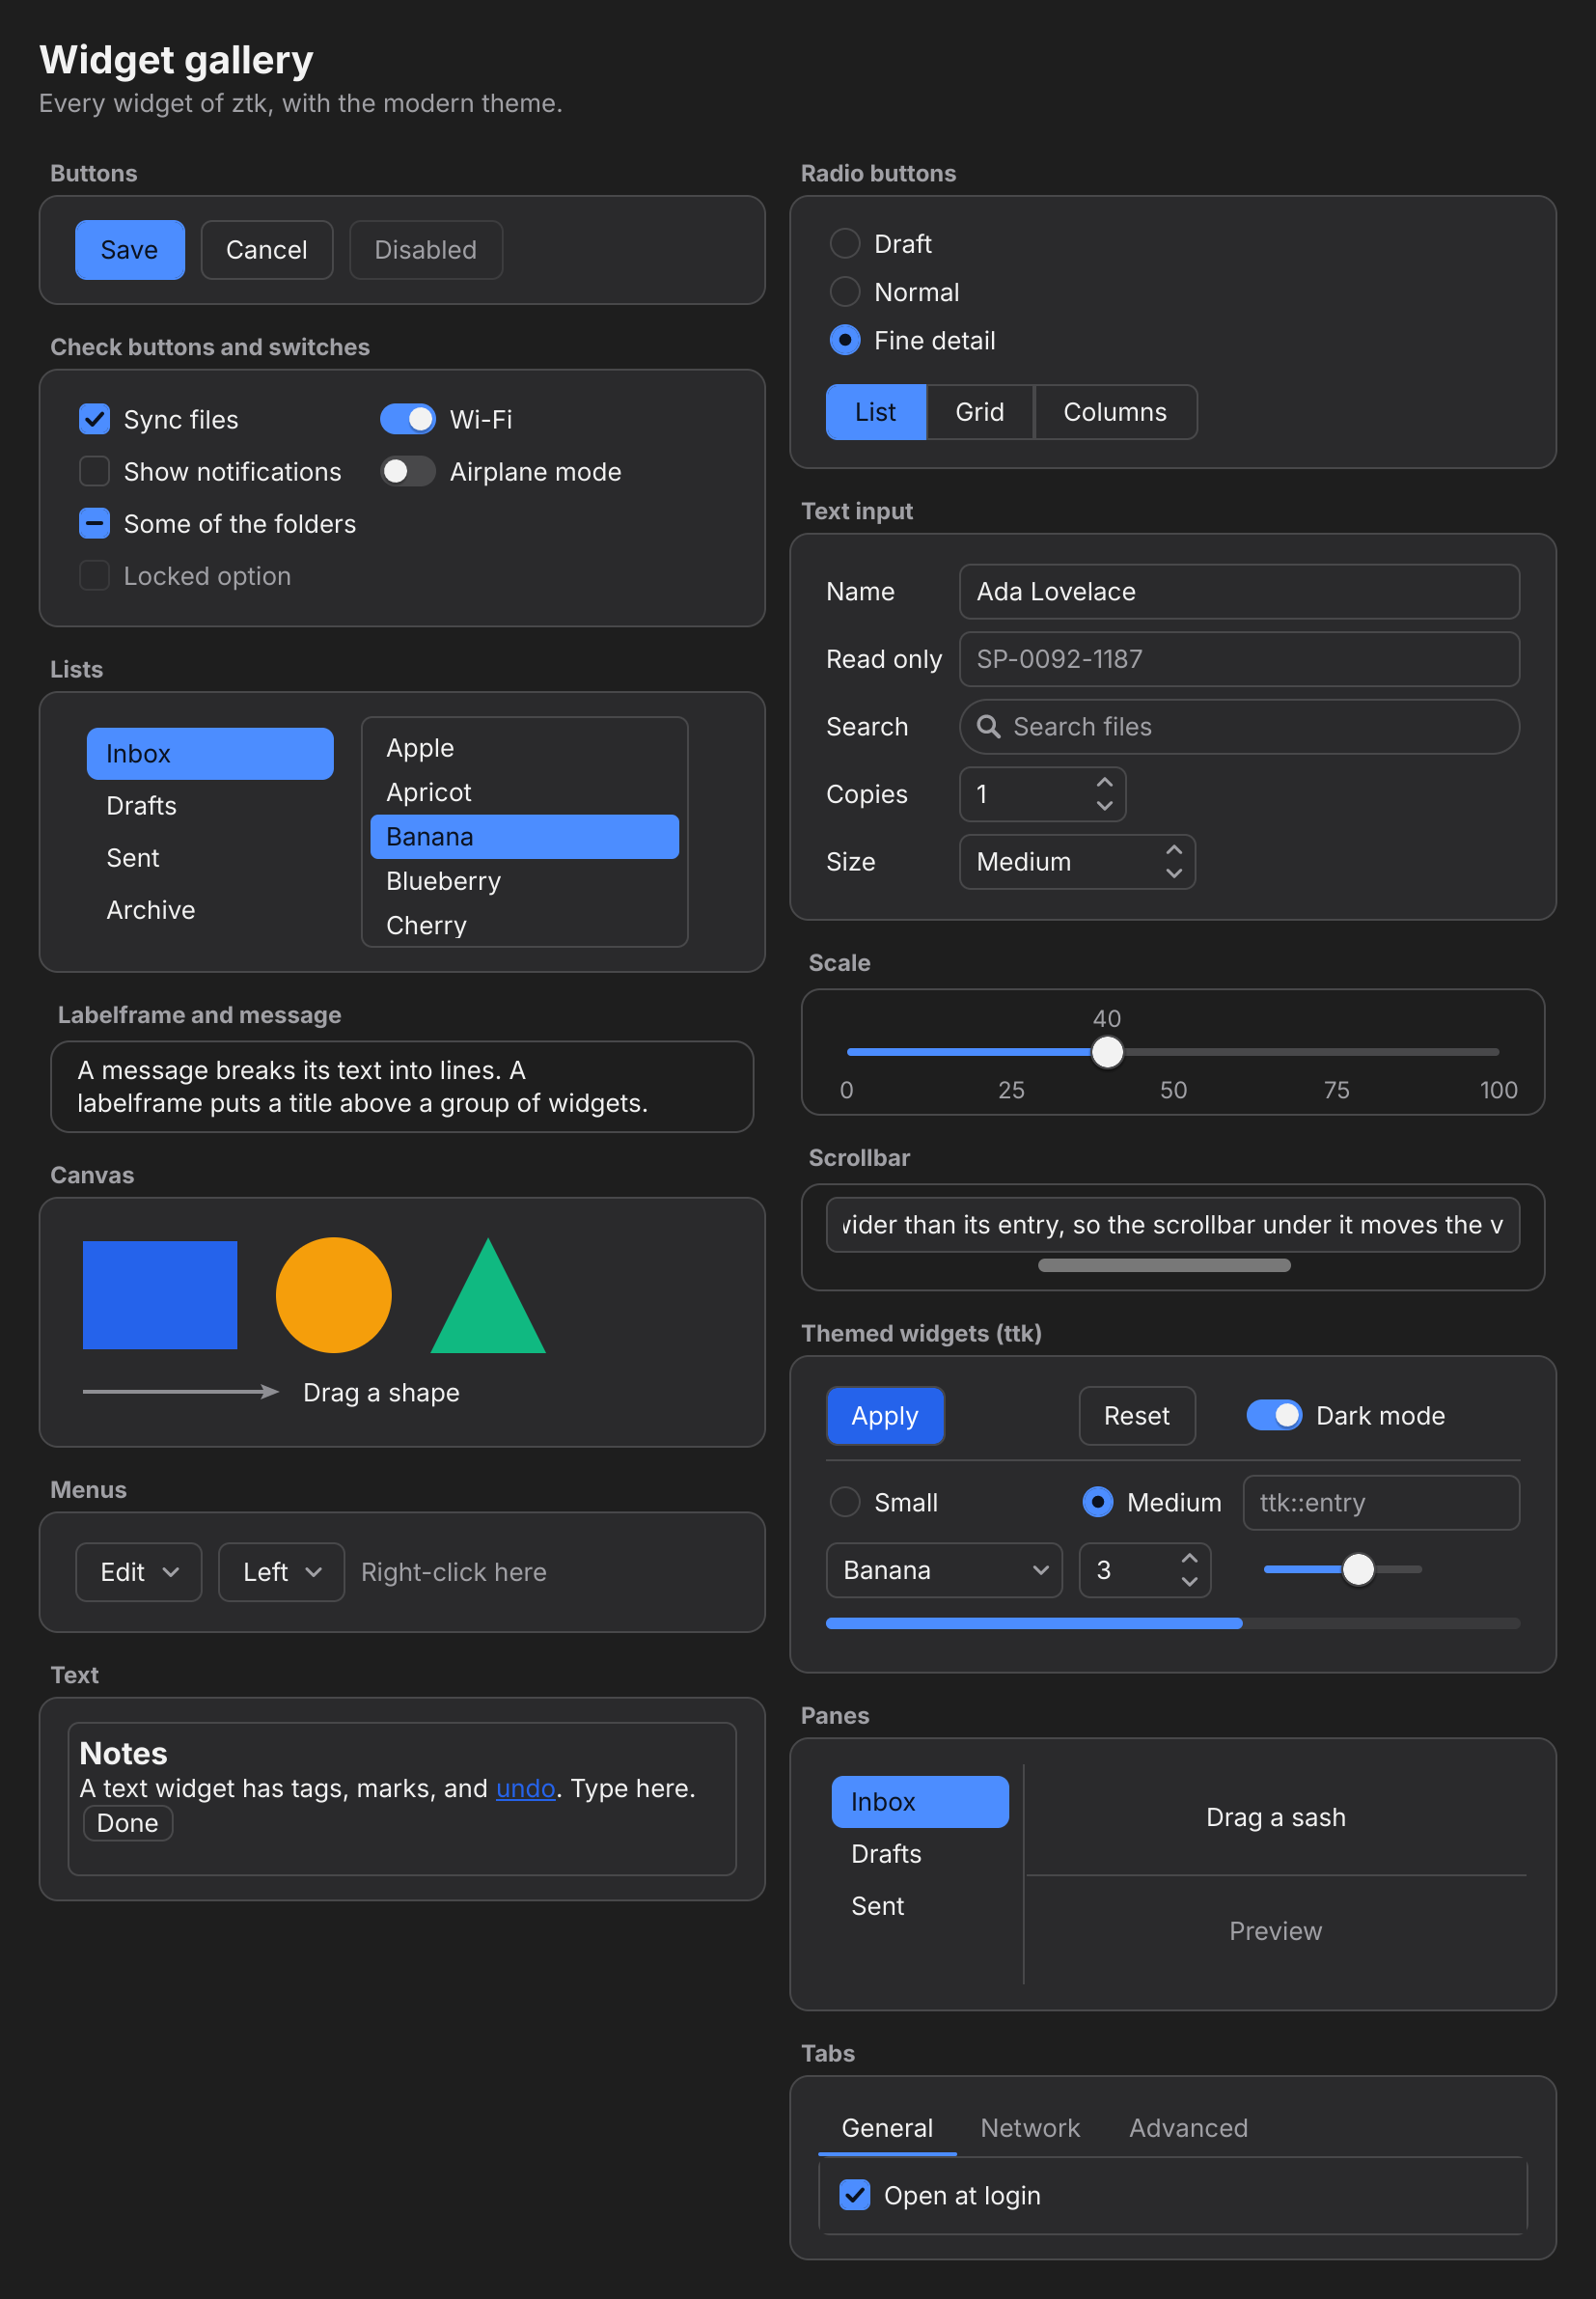 Widget gallery
Every widget of ztk, with the modern theme.
Buttons
Save Cancel Disabled
Check buttons and switches
Sync files Wi-Fi
Show notifications Airplane mode
Some of the folders
Locked option
Lists
Inbox
Drafts
Sent
Archive
Apple
Apricot
Banana
Blueberry
Cherry
Labelframe and message
A message breaks its text into lines. A
labelframe puts a title above a group of widgets.
Canvas
Drag a shape
Menus
Edit Left Right-click here
Text
Notes
A text widget has tags, marks, and undo. Type here.
Done
Radio buttons
Draft
Normal
Fine detail
List Grid Columns
Text input
Name Ada Lovelace
Read only SP-0092-1187
Search Search files
Copies 1
Size Medium
Scale
40
0 25 50 75 100
Scrollbar
wider than its entry, so the scrollbar under it moves the v
Themed widgets (ttk)
Apply Reset Dark mode
Small Medium ttk::entry
Banana 3
Panes
Inbox
Drafts
Sent
Drag a sash
Preview
Tabs
General Network Advanced
Open at login